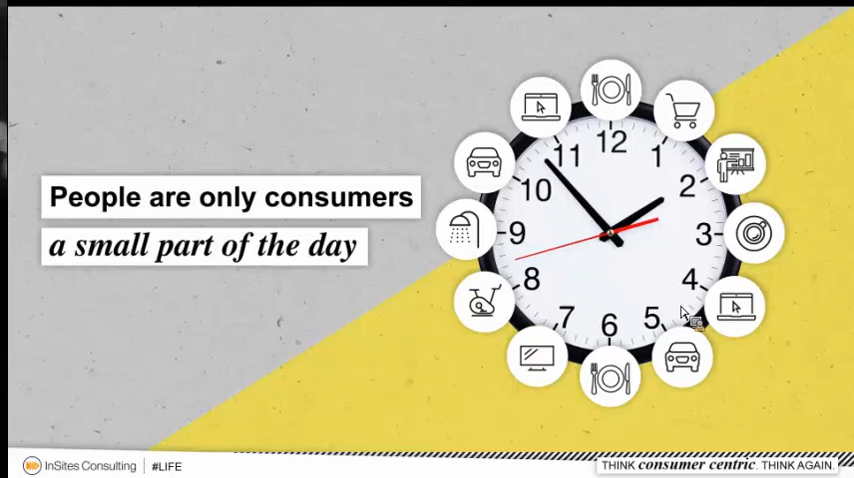 People are only consumers
a small part of the day
12
1
2
3
4
5
6
7
8
9
10
11
InSites Consulting
#LIFE
THINK consumer centric. THINK AGAIN.